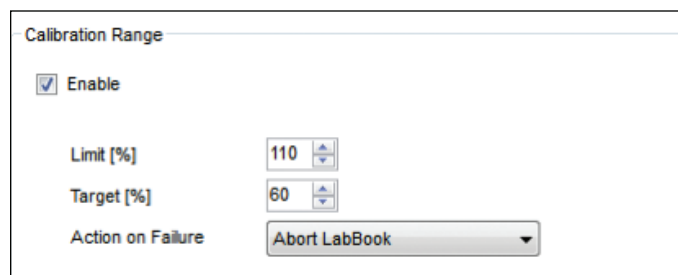 Calibration Range
Enable
Limit [%] 110
Target [%] 60
Action on Failure Abort LabBook